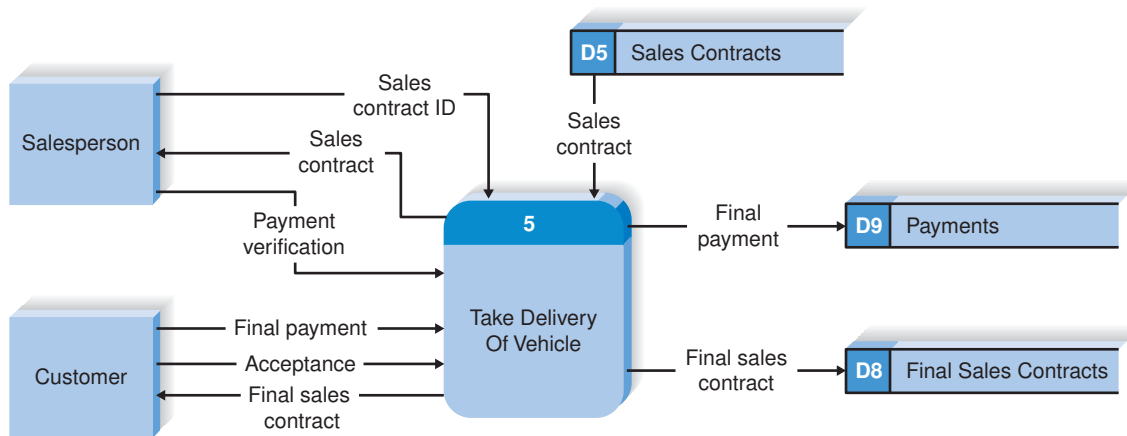 D5 Sales Contracts
Sales
contract ID
Salesperson
Sales
contract
Sales
contract
Payment
verification
5
Take Delivery
Of Vehicle
Final
payment
D9 Payments
Customer
Final payment
Acceptance
Final sales
contract
Final sales
contract
D8 Final Sales Contracts